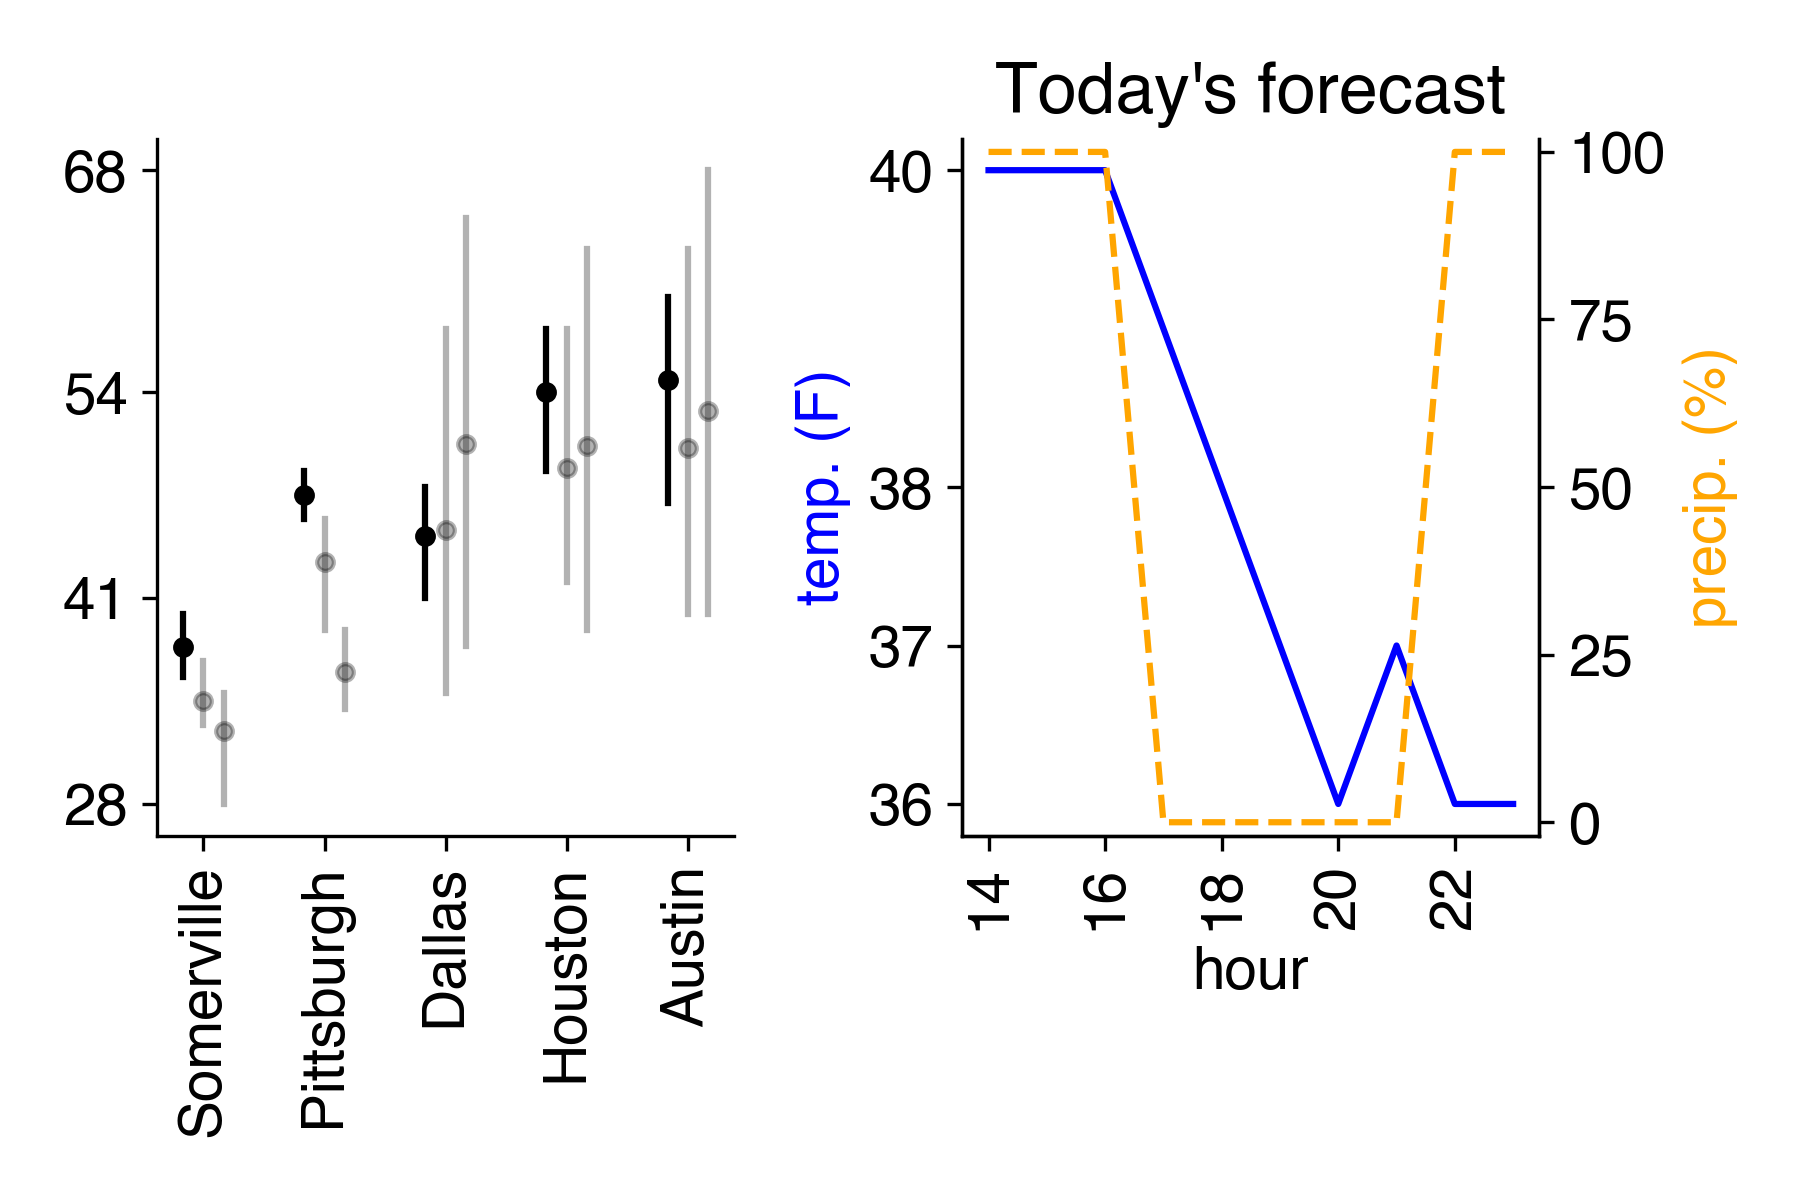 68
54
41
28
Somerville
Pittsburgh
Dallas
Houston
Austin
Today's forecast
temp. (F)
40
38
37
36
14
16
18
20
22
hour
100
75
50
25
0
precip. (%)